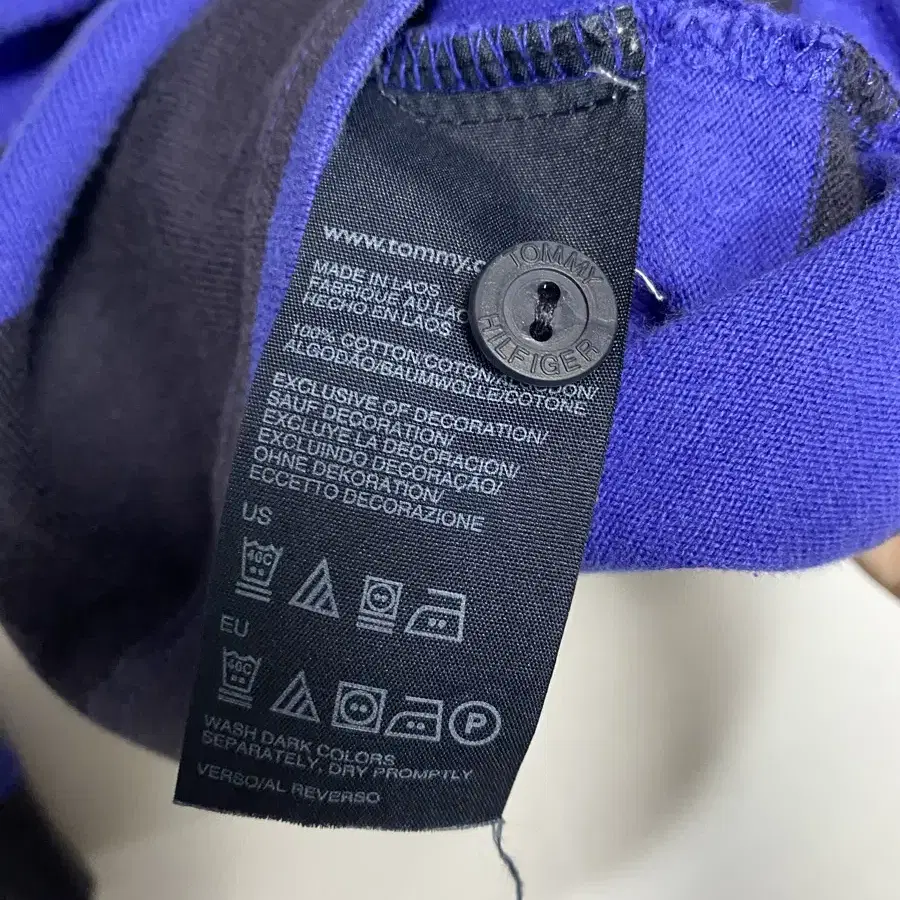 www.tommy.
TOMMY
HILFIGER
MADE IN LAOS
FABRIQUE AU LAO
HECHO EN LAOS
100% COTTON/COTON/
ALGODÃO/BAUMWOLLE/COTONE
EXCLUSIVE OF DECORATION/
SAUF DECORATION/
EXCLUYE LA DECORACION/
EXCLUINDO DECORAÇAO/
OHNE DEKORATION/
ECCETTO DECORAZIONE
US
40C
EU
40C
P
WASH DARK COLORS
SEPARATELY, DRY PROMPTLY
VERSO/AL REVERSO